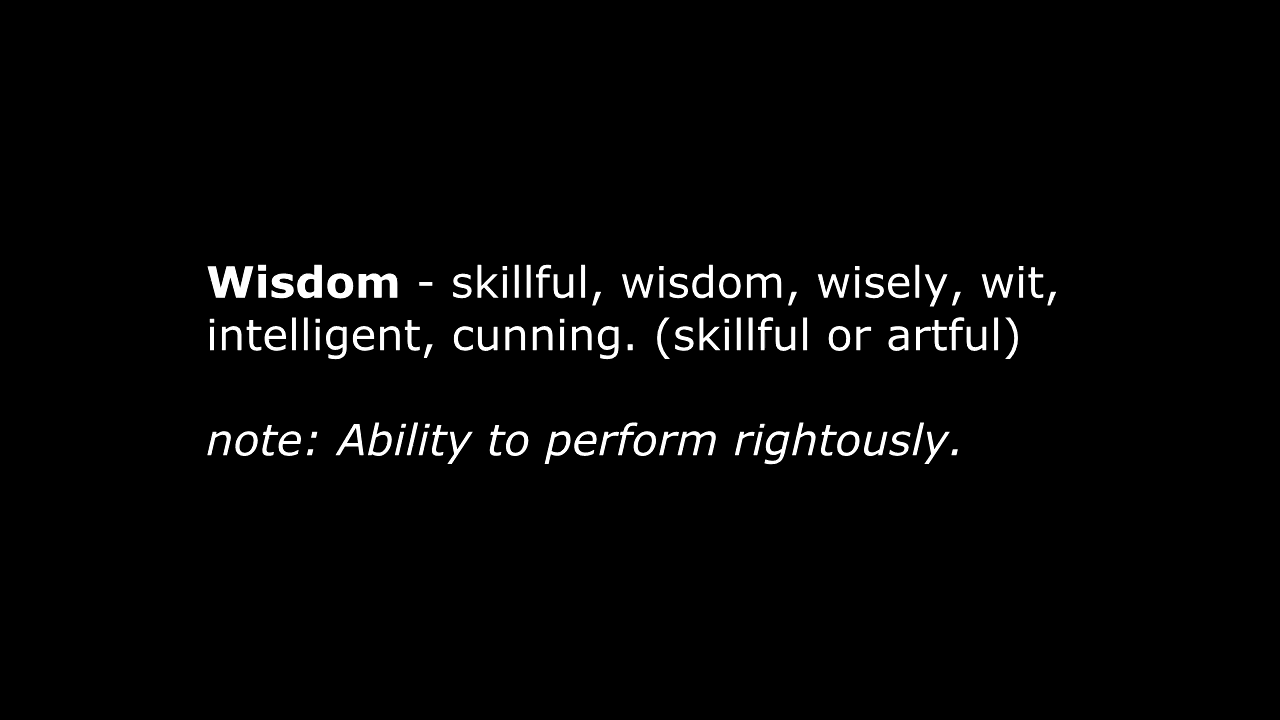 Wisdom - skillful, wisdom, wisely, wit,
intelligent, cunning. (skillful or artful)
note: Ability to perform rightously.